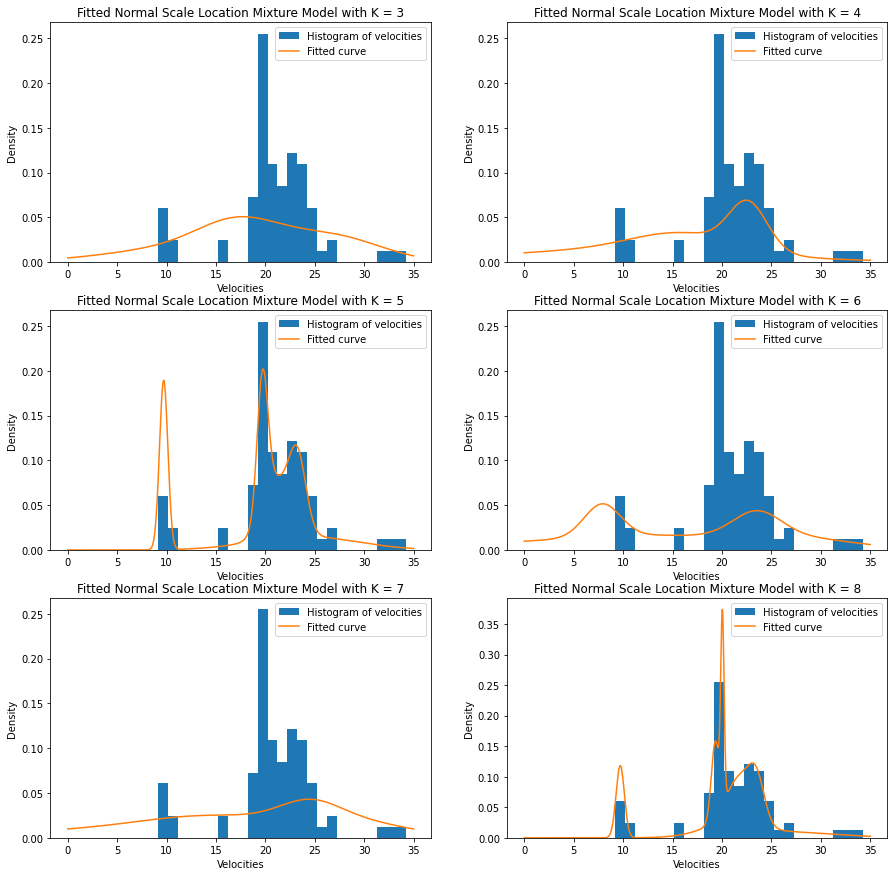 Fitted Normal Scale Location Mixture Model with K = 3
Histogram of velocities
Fitted curve
Density
0.25
0.20
0.15
0.10
0.05
0.00
0 5 10 15 20 25 30 35
Velocities
Fitted Normal Scale Location Mixture Model with K = 4
Histogram of velocities
Fitted curve
Density
0.25
0.20
0.15
0.10
0.05
0.00
0 5 10 15 20 25 30 35
Velocities
Fitted Normal Scale Location Mixture Model with K = 5
Histogram of velocities
Fitted curve
Density
0.25
0.20
0.15
0.10
0.05
0.00
0 5 10 15 20 25 30 35
Velocities
Fitted Normal Scale Location Mixture Model with K = 6
Histogram of velocities
Fitted curve
Density
0.25
0.20
0.15
0.10
0.05
0.00
0 5 10 15 20 25 30 35
Velocities
Fitted Normal Scale Location Mixture Model with K = 7
Histogram of velocities
Fitted curve
Density
0.25
0.20
0.15
0.10
0.05
0.00
0 5 10 15 20 25 30 35
Velocities
Fitted Normal Scale Location Mixture Model with K = 8
Histogram of velocities
Fitted curve
Density
0.35
0.30
0.25
0.20
0.15
0.10
0.05
0.00
0 5 10 15 20 25 30 35
Velocities